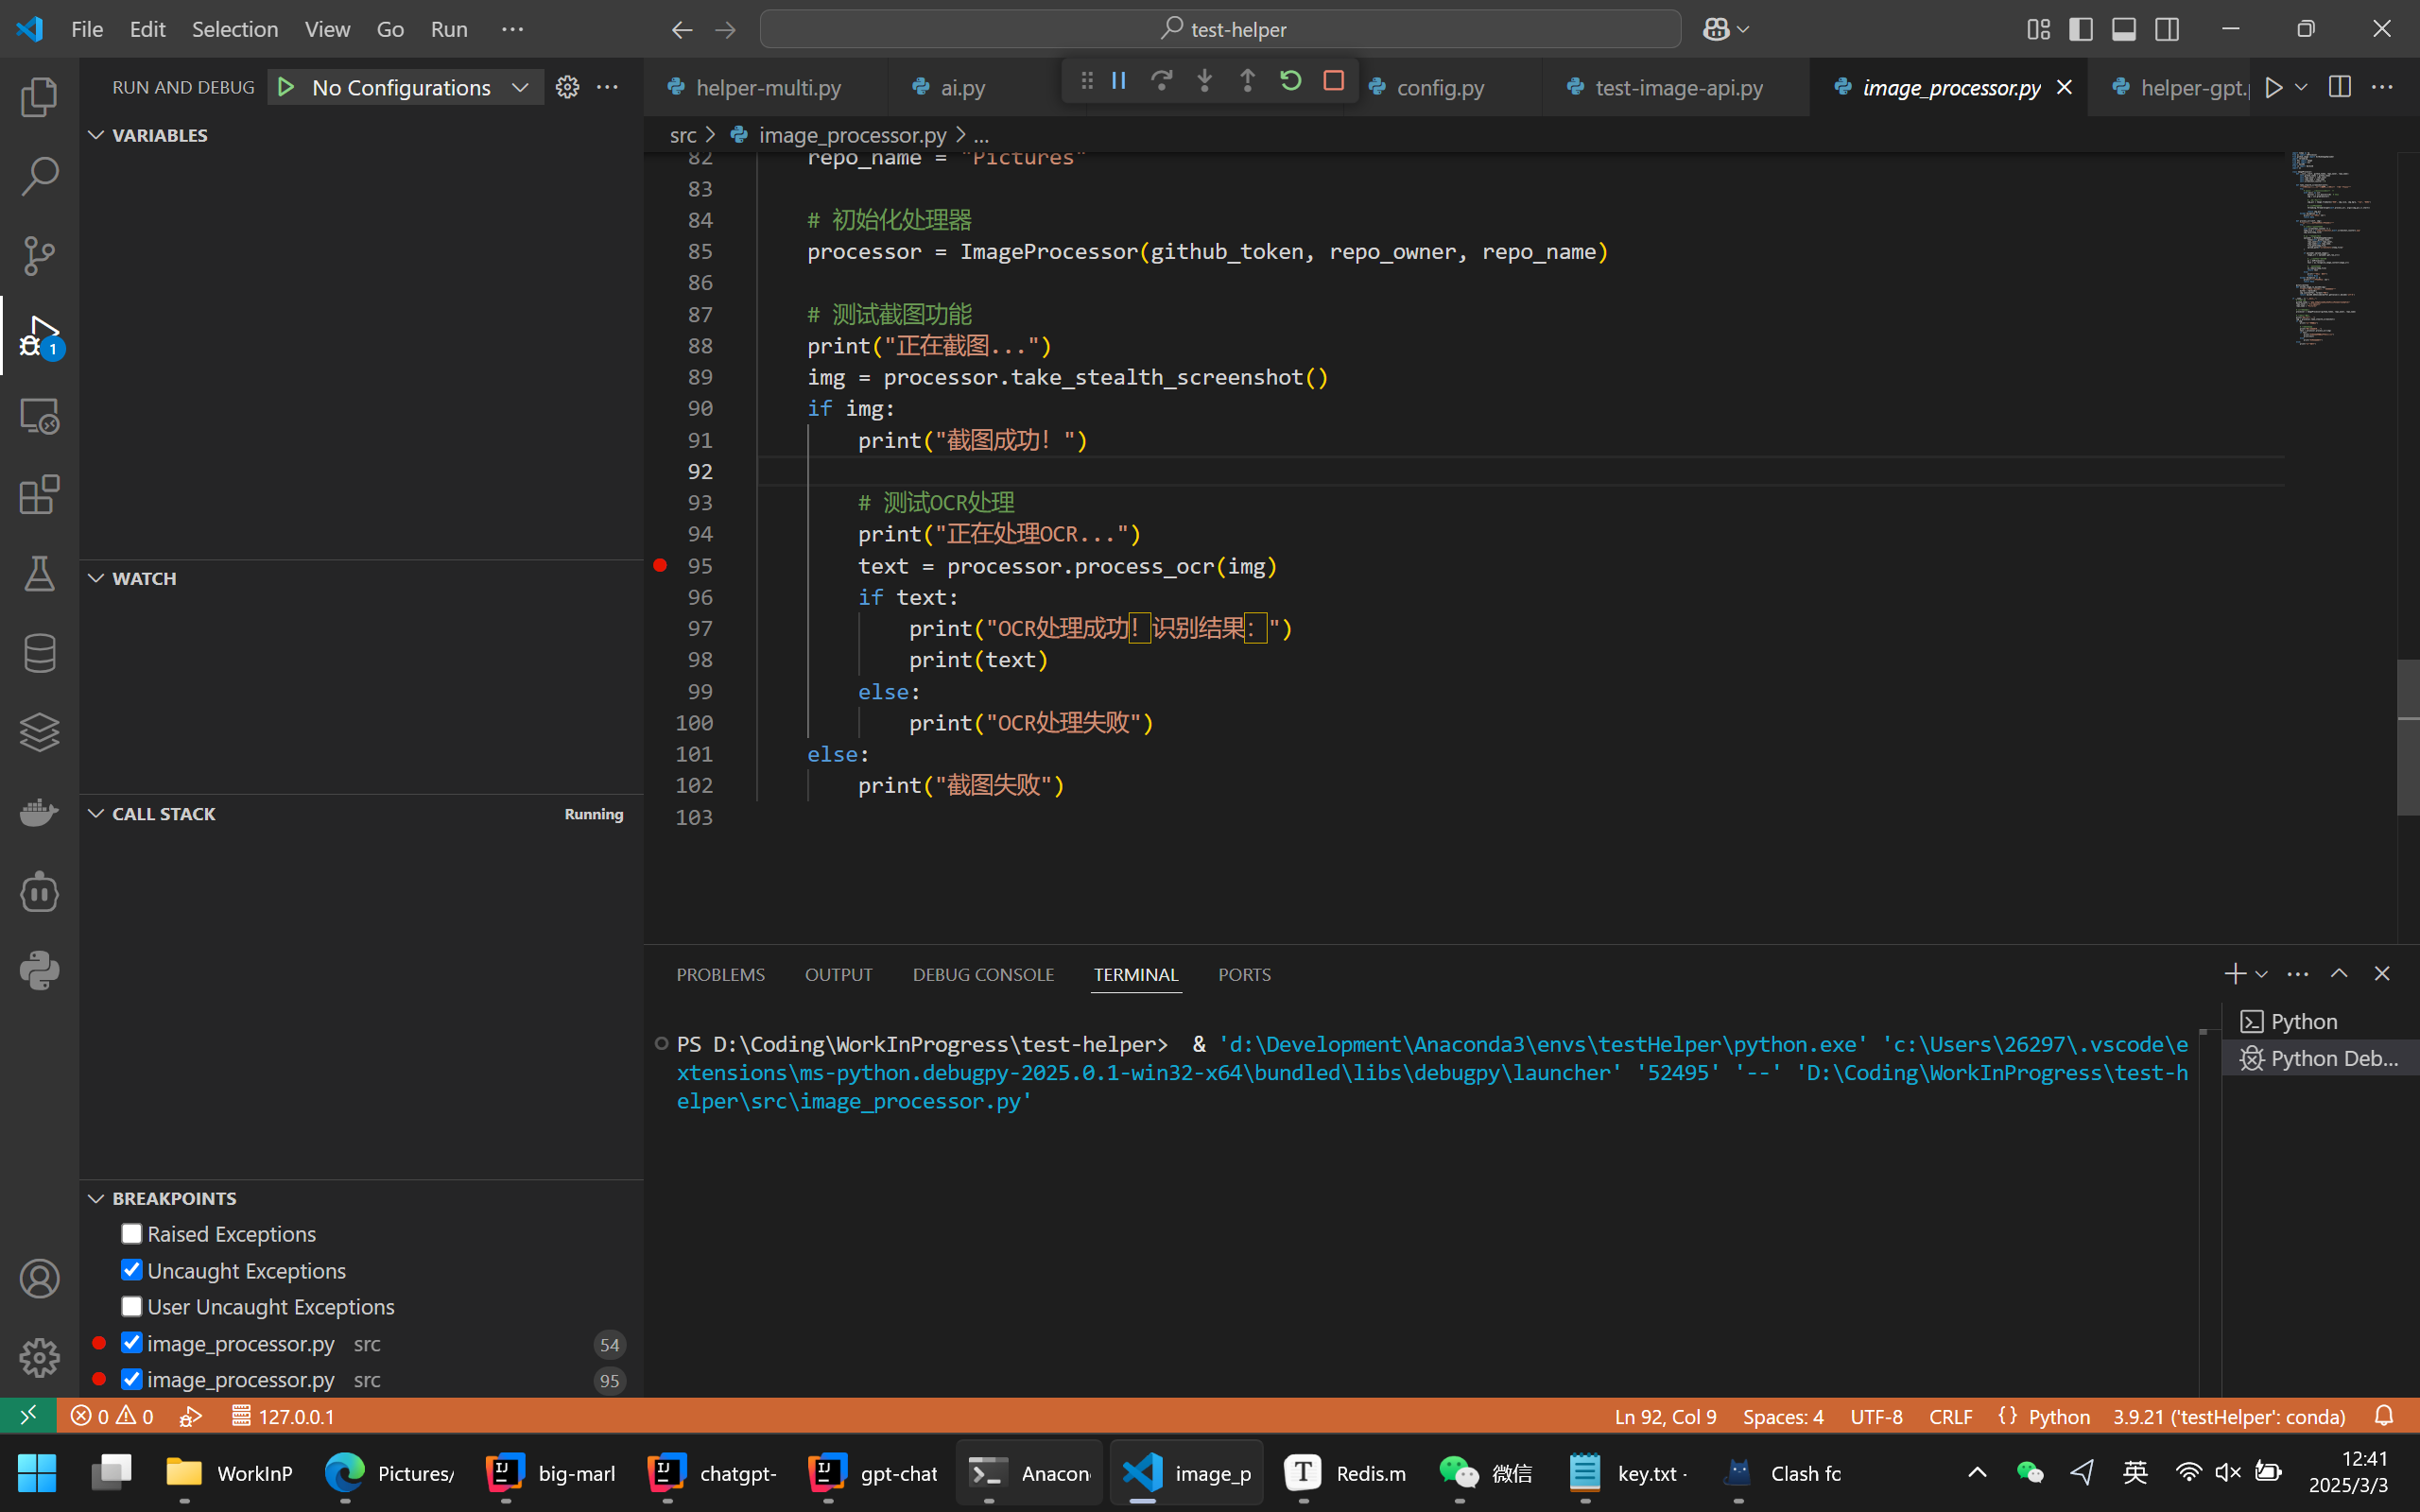 File Edit Selection View Go Run ···
test-helper
RUN AND DEBUG No Configurations
helper-multi.py ai.py config.py test-image-api.py image_processor.py helper-gpt.
src > image_processor.py > ...
VARIABLES
WATCH
CALL STACK Running
BREAKPOINTS
Raised Exceptions
Uncaught Exceptions
User Uncaught Exceptions
image_processor.py src 54
image_processor.py src 95
1
82 repo_name = "Pictures"
83
84 # 初始化处理器
85 processor = ImageProcessor(github_token, repo_owner, repo_name)
86
87 # 测试截图功能
88 print("正在截图...")
89 img = processor.take_stealth_screenshot()
90 if img:
91 print("截图成功！")
92
93 # 测试OCR处理
94 print("正在处理OCR...")
95 text = processor.process_ocr(img)
96 if text:
97 print("OCR处理成功！识别结果：")
98 print(text)
99 else:
100 print("OCR处理失败")
101 else:
102 print("截图失败")
103
PROBLEMS OUTPUT DEBUG CONSOLE TERMINAL PORTS
PS D:\Coding\WorkInProgress\test-helper> & 'd:\Development\Anaconda3\envs\testHelper\python.exe' 'c:\Users\26297\.vscode\e
xtensions\ms-python.debugpy-2025.0.1-win32-x64\bundled\libs\debugpy\launcher' '52495' '--' 'D:\Coding\WorkInProgress\test-h
elper\src\image_processor.py'
Python
Python Deb...
0 0 127.0.0.1 Ln 92, Col 9 Spaces: 4 UTF-8 CRLF {} Python 3.9.21 ('testHelper': conda)
WorkInP Pictures/ big-marl chatgpt- gpt-chat Anacon image_p Redis.m 微信 key.txt - Clash fo 英 12:41
2025/3/3